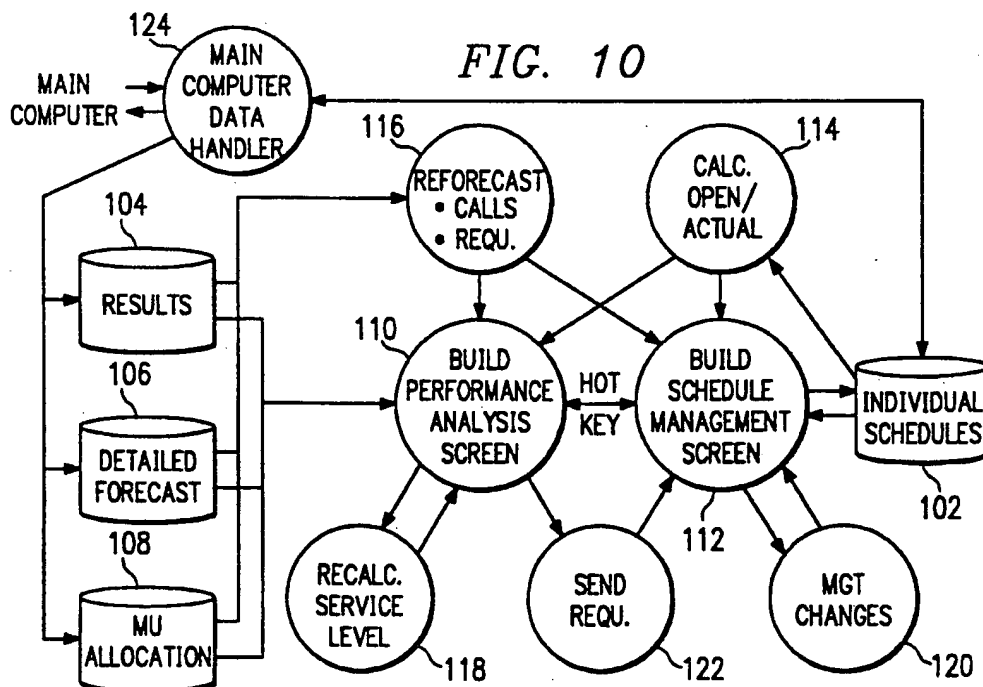 FIG. 10
124
MAIN
COMPUTER
DATA
HANDLER
MAIN
COMPUTER
116
REFORECAST
• CALLS
• REQU.
114
CALC.
OPEN/
ACTUAL
104
RESULTS
106
DETAILED
FORECAST
108
MU
ALLOCATION
110
BUILD
PERFORMANCE
ANALYSIS
SCREEN
HOT
KEY
BUILD
SCHEDULE
MANAGEMENT
SCREEN
112
INDIVIDUAL
SCHEDULES
102
RECALC.
SERVICE
LEVEL
118
SEND
REQU.
122
MGT
CHANGES
120